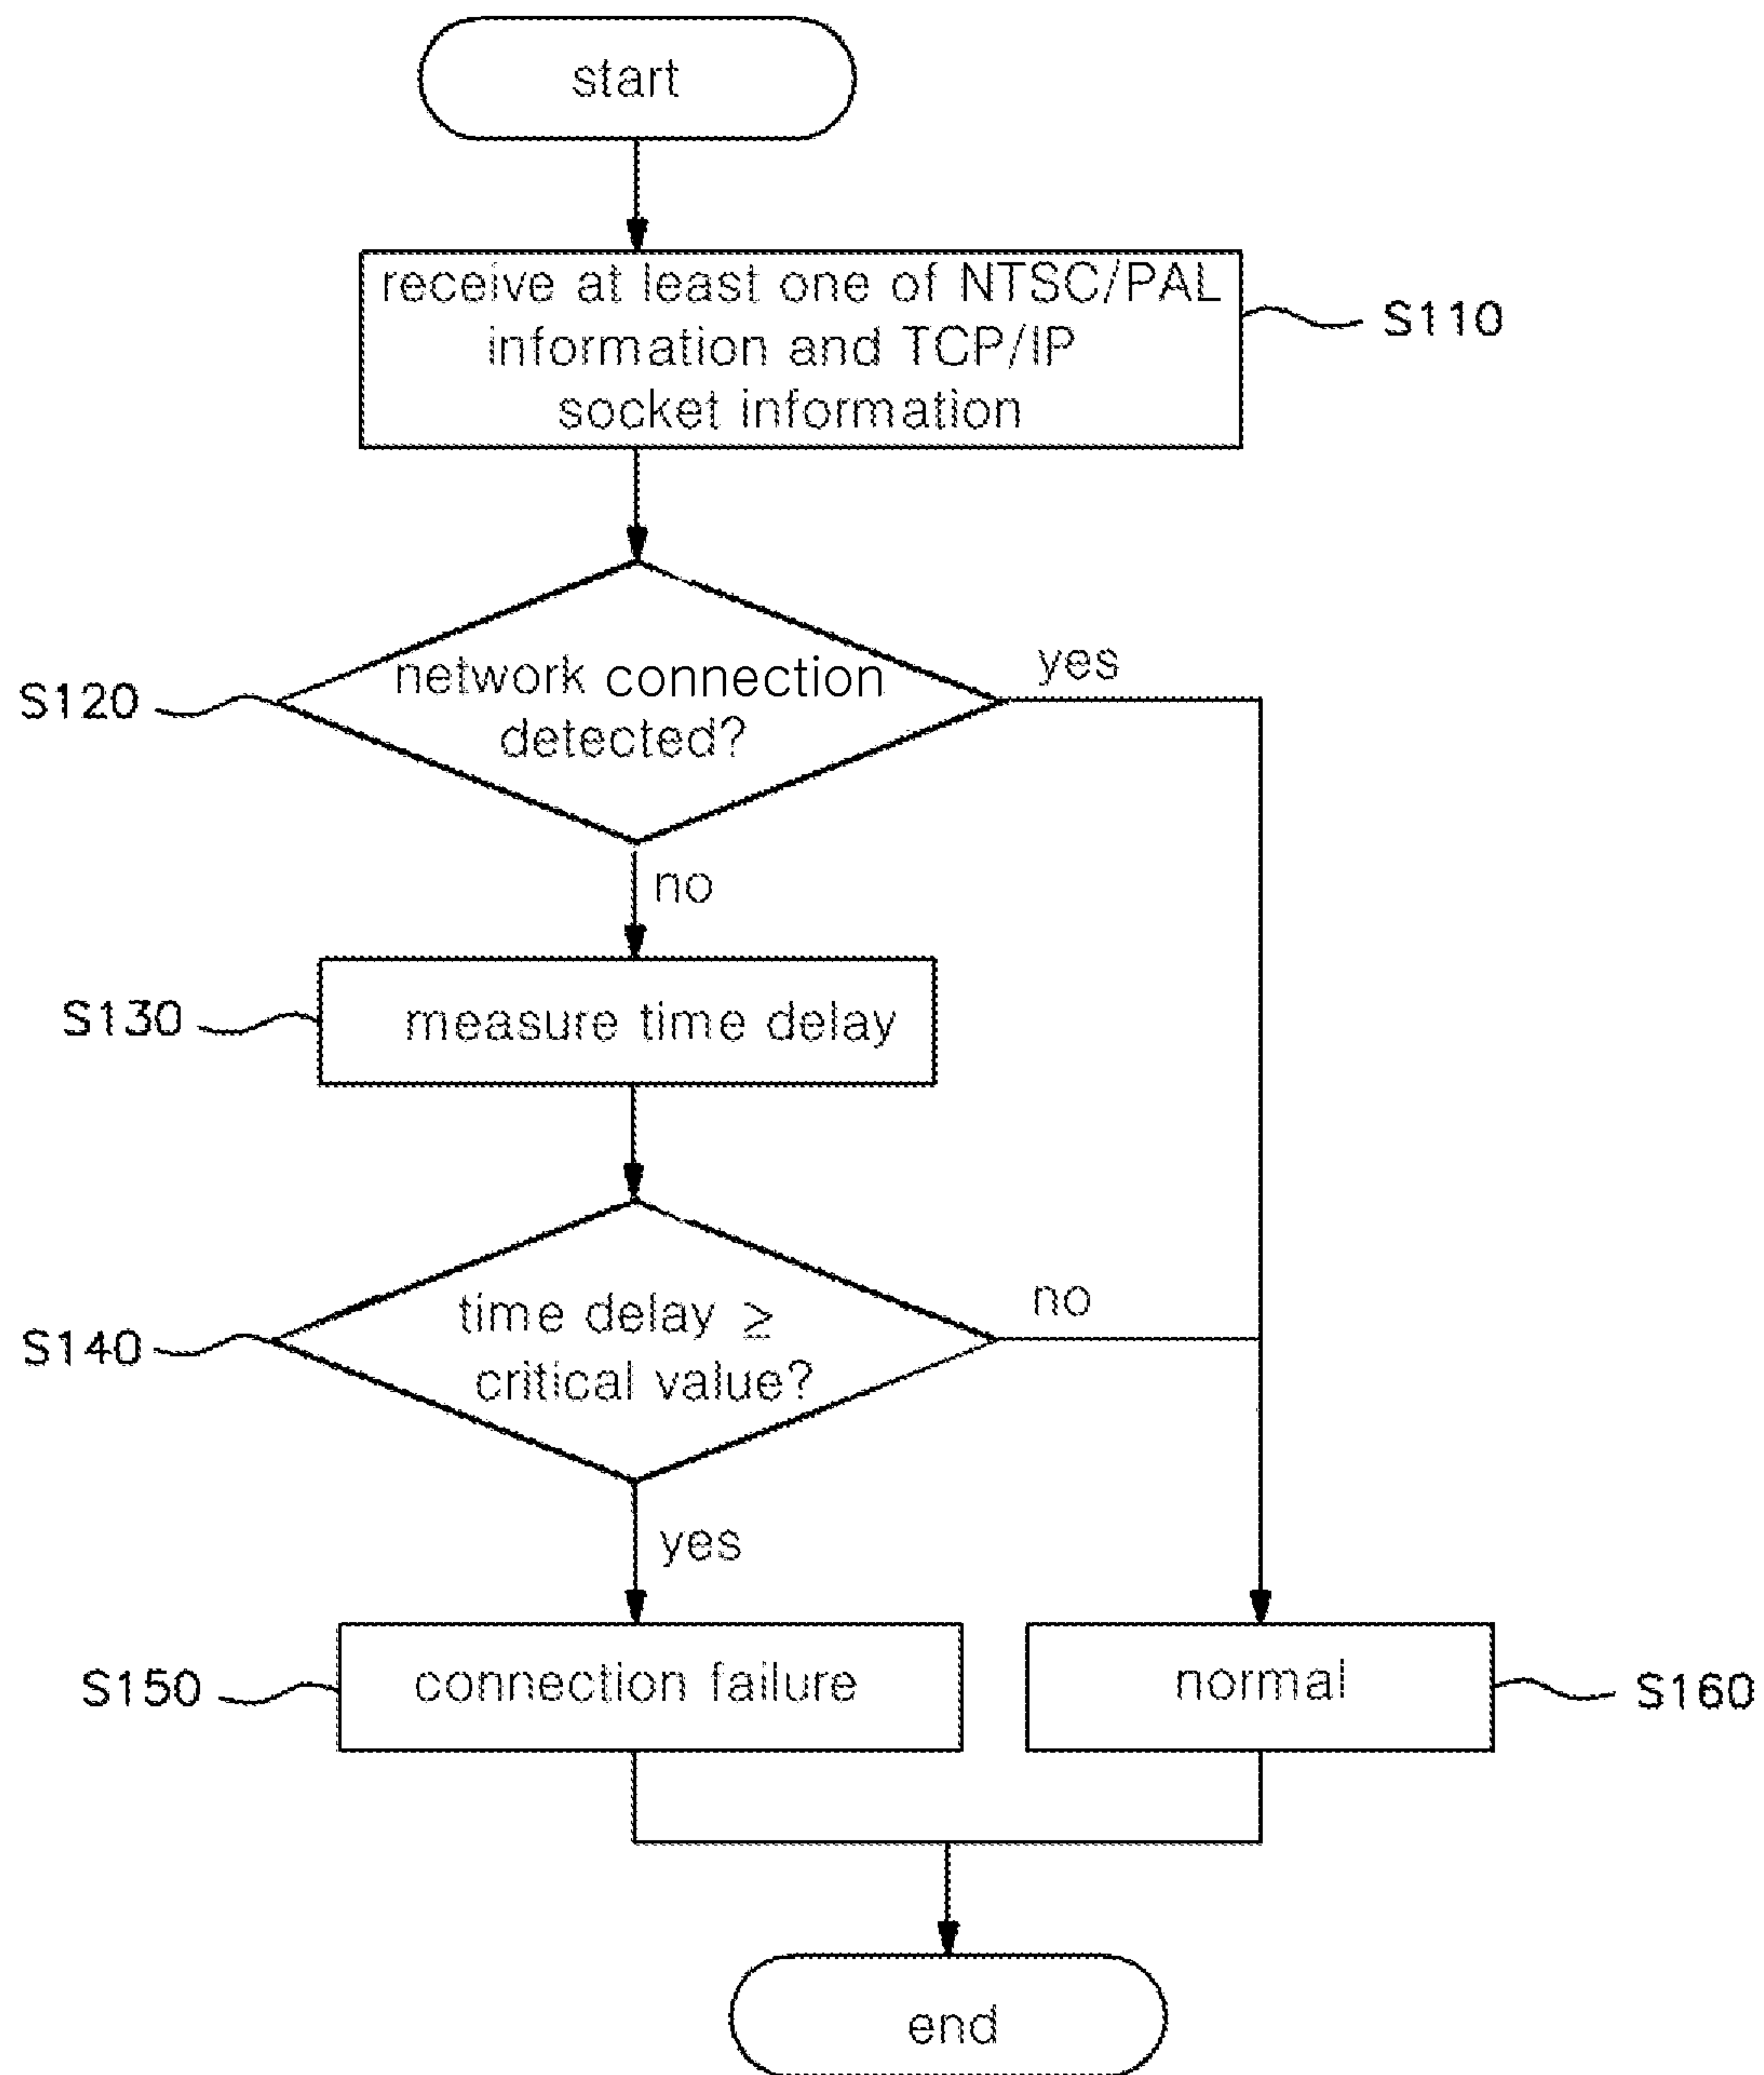 start
receive at least one of NTSC/PAL
information and TCP/IP
socket information
S110
network connection
detected?
S120
yes
no
measure time delay
S130
time delay ≥
critical value?
S140
no
yes
connection failure
S150
normal
S160
end